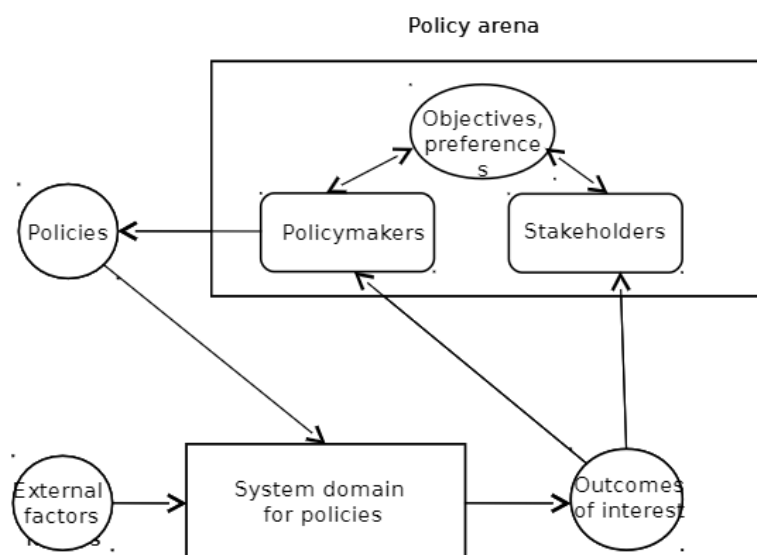 Policy arena
Objectives,
preference
s
Policies
Policymakers
Stakeholders
External
factors
System domain
for policies
Outcomes
of interest